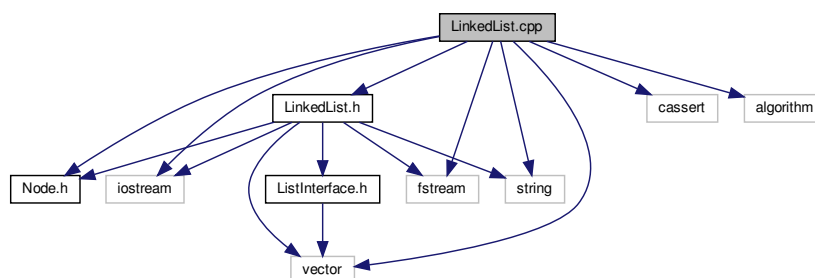 LinkedList.cpp
LinkedList.h
cassert
algorithm
Node.h
iostream
ListInterface.h
fstream
string
vector